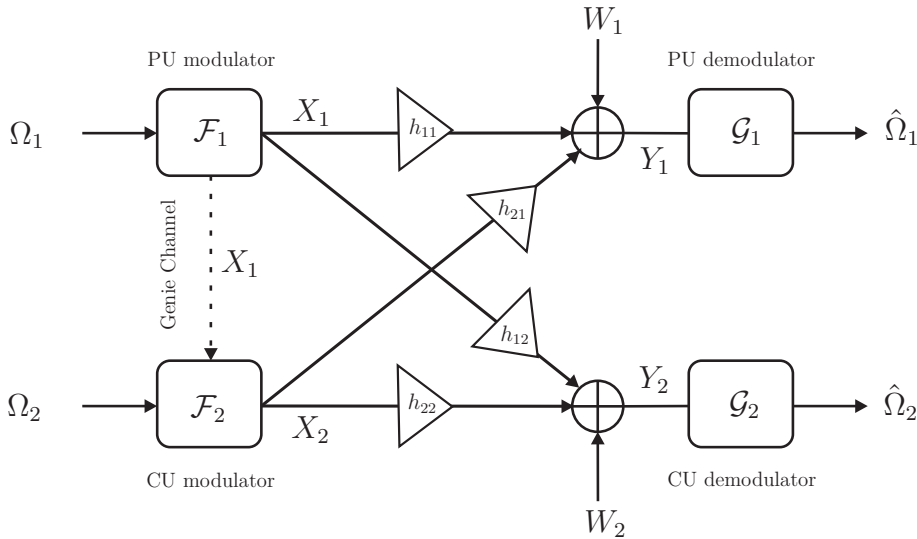 W₁
PU modulator
PU demodulator
X₁
Ω₁
ℱ₁
h₁₁
𝒢₁
Ω̂₁
Y₁
h₂₁
Genie Channel
X₁
h₁₂
Y₂
Ω₂
ℱ₂
h₂₂
𝒢₂
Ω̂₂
X₂
CU modulator
CU demodulator
W₂